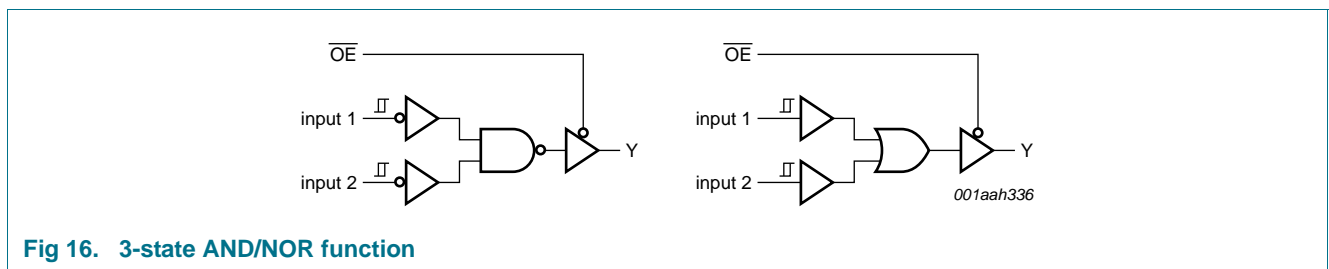 OE
input 1
input 2
Y
OE
input 1
input 2
Y
001aah336
Fig 16. 3-state AND/NOR function